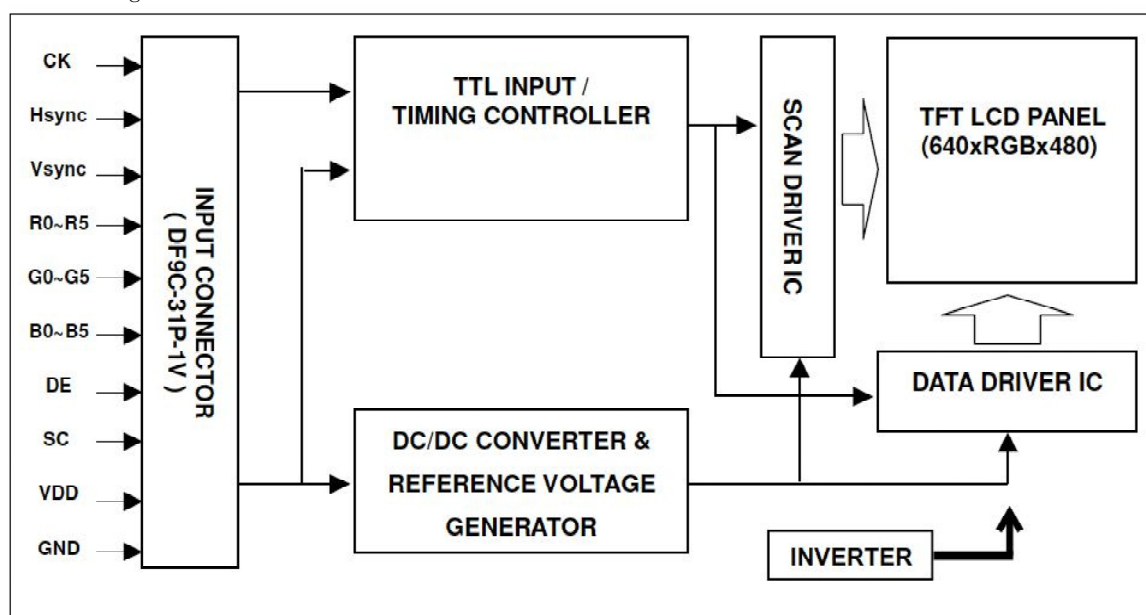 CK
Hsync
Vsync
R0~R5
G0~G5
B0~B5
DE
SC
VDD
GND
INPUT CONNECTOR
( DF9C-31P-1V )
TTL INPUT /
TIMING CONTROLLER
DC/DC CONVERTER &
REFERENCE VOLTAGE
GENERATOR
SCAN DRIVER IC
TFT LCD PANEL
(640xRGBx480)
DATA DRIVER IC
INVERTER